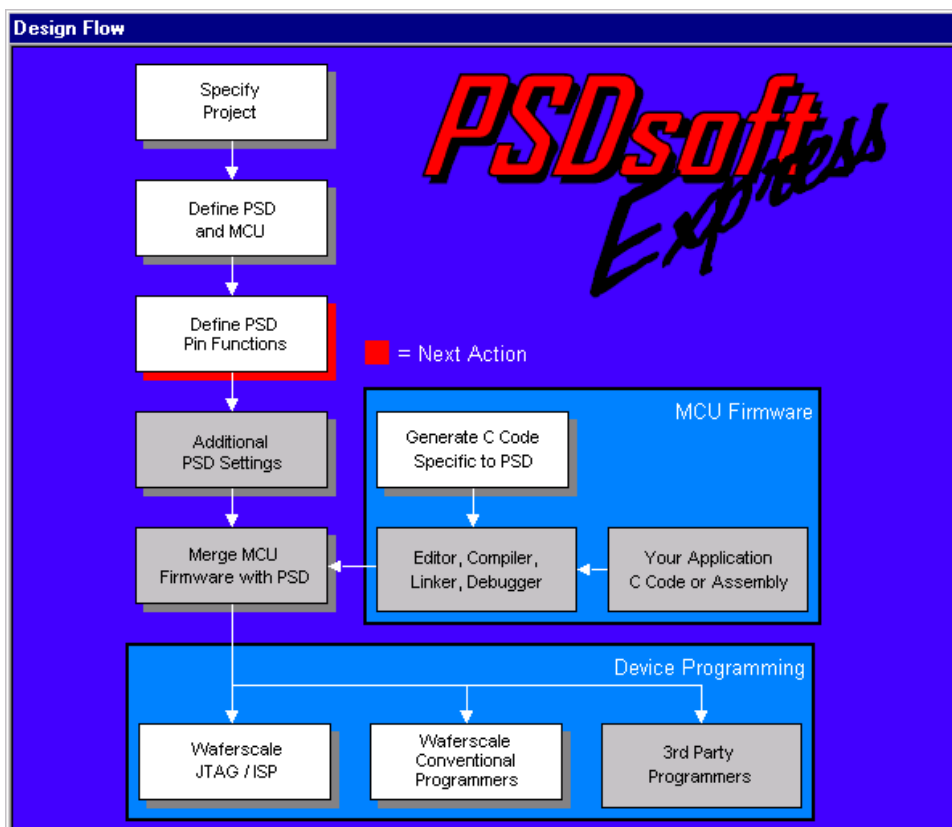 Design Flow
PSDsoft
Express
Specify
Project
Define PSD
and MCU
Define PSD
Pin Functions
= Next Action
Additional
PSD Settings
MCU Firmware
Generate C Code
Specific to PSD
Merge MCU
Firmware with PSD
Editor, Compiler,
Linker, Debugger
Your Application
C Code or Assembly
Device Programming
Waferscale
JTAG / ISP
Waferscale
Conventional
Programmers
3rd Party
Programmers